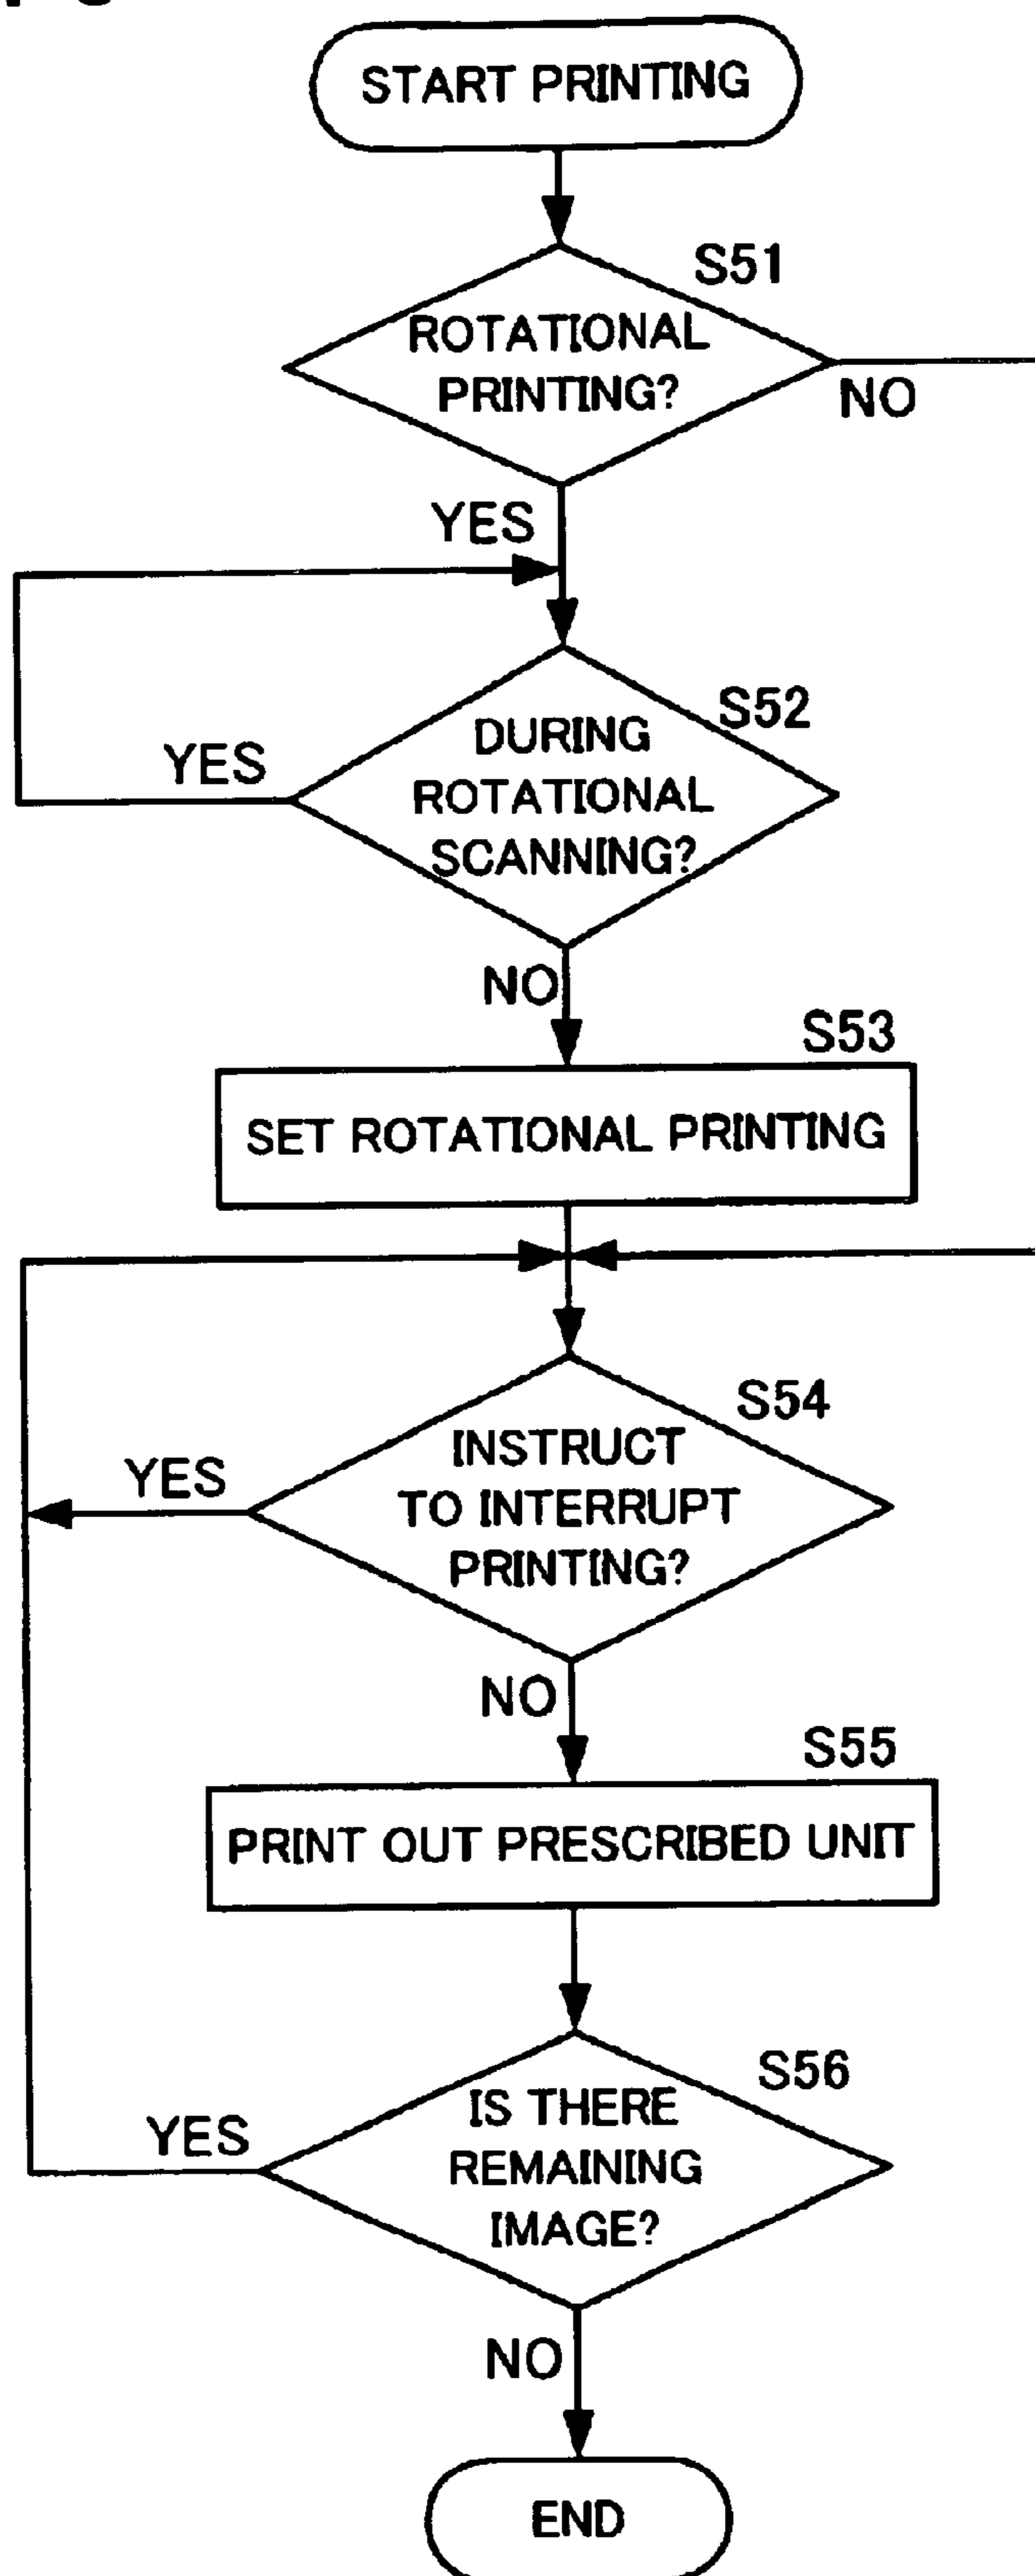 START PRINTING
S51
ROTATIONAL
PRINTING?
NO
YES
S52
DURING
ROTATIONAL
SCANNING?
YES
NO
S53
SET ROTATIONAL PRINTING
S54
INSTRUCT
TO INTERRUPT
PRINTING?
YES
NO
S55
PRINT OUT PRESCRIBED UNIT
S56
IS THERE
REMAINING
IMAGE?
YES
NO
END